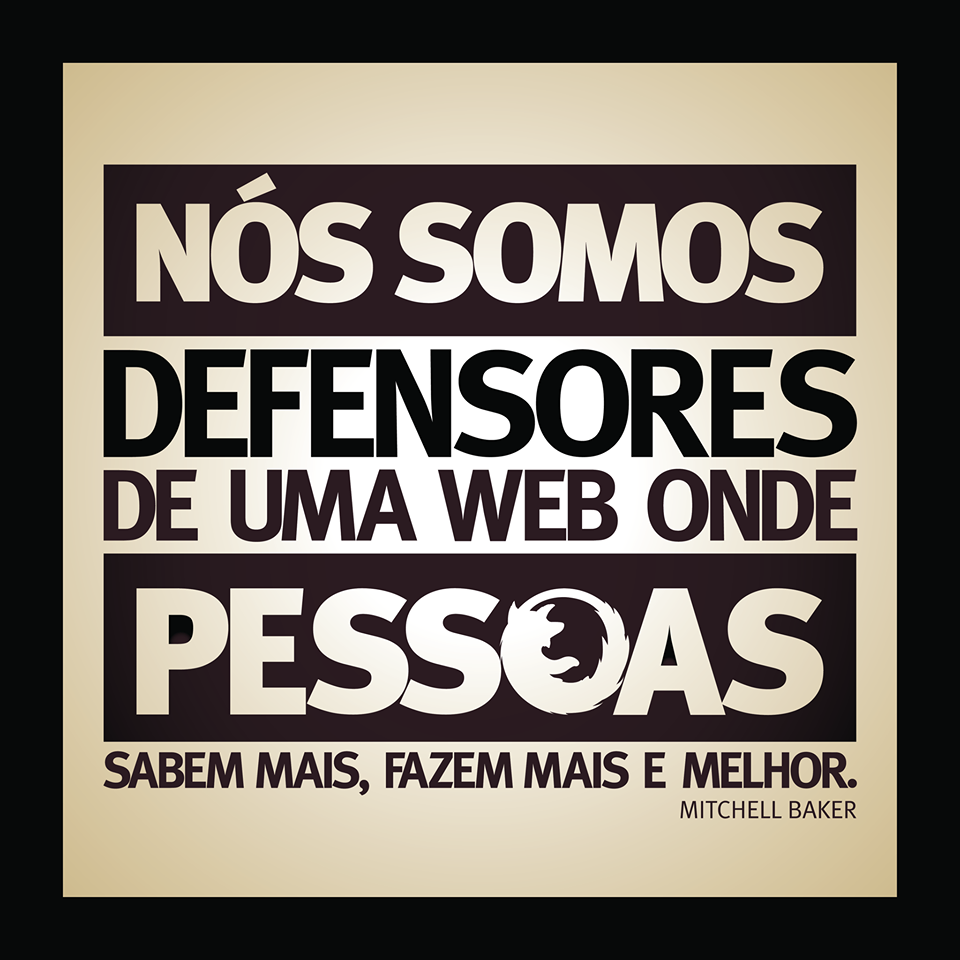 NÓS SOMOS
DEFENSORES
DE UMA WEB ONDE
PESSOAS
SABEM MAIS, FAZEM MAIS E MELHOR.
MITCHELL BAKER